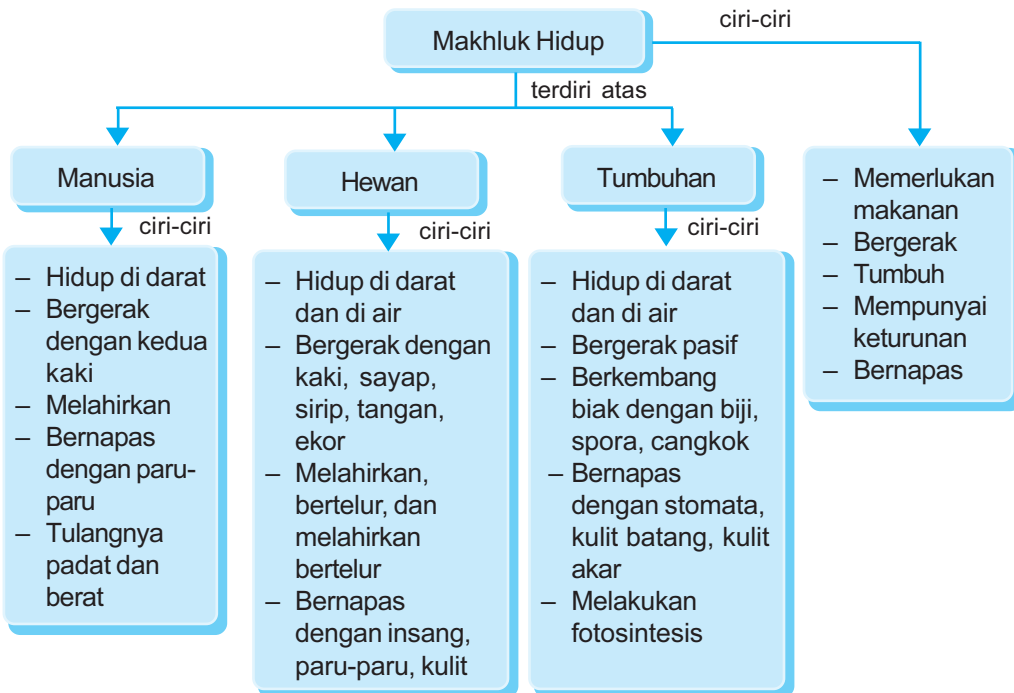 Makhluk Hidup
ciri-ciri
terdiri atas
Manusia
ciri-ciri
– Hidup di darat
– Bergerak
dengan kedua
kaki
– Melahirkan
– Bernapas
dengan paru-
paru
– Tulangnya
padat dan
berat
Hewan
ciri-ciri
– Hidup di darat
dan di air
– Bergerak dengan
kaki, sayap,
sirip, tangan,
ekor
– Melahirkan,
bertelur, dan
melahirkan
bertelur
– Bernapas
dengan insang,
paru-paru, kulit
Tumbuhan
ciri-ciri
– Hidup di darat
dan di air
– Bergerak pasif
– Berkembang
biak dengan biji,
spora, cangkok
– Bernapas
dengan stomata,
kulit batang, kulit
akar
– Melakukan
fotosintesis
– Memerlukan
makanan
– Bergerak
– Tumbuh
– Mempunyai
keturunan
– Bernapas